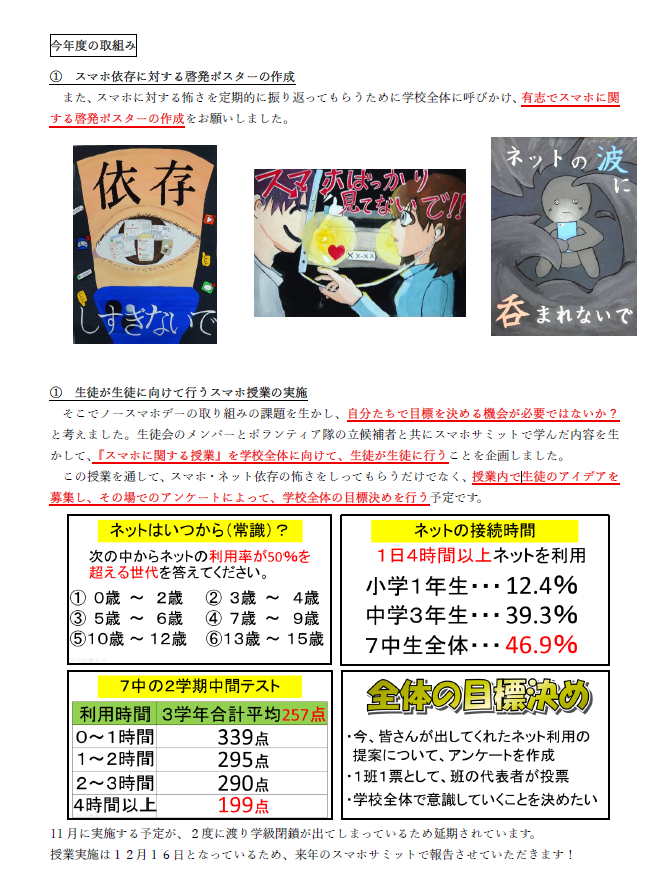 今年度の取組み
① スマホ依存に対する啓発ポスターの作成
また、スマホに対する怖さを定期的に振り返ってもらうために学校全体に呼びかけ、有志でスマホに関
する啓発ポスターの作成をお願いしました。
依存
しすぎないで
スマホばっかり
見てないで!!
ネットの波
に
呑まれないで
① 生徒が生徒に向けて行うスマホ授業の実施
そこでノースマホデーの取り組みの課題を生かし、自分たちで目標を決める機会が必要ではないか?
と考えました。生徒会のメンバーとボランティア隊の立候補者と共にスマホサミットで学んだ内容を生
かして、『スマホに関する授業』を学校全体に向けて、生徒が生徒に行うことを企画しました。
この授業を通して、スマホ・ネット依存の怖さをしってもらうだけでなく、授業内で生徒のアイデアを
募集し、その場でのアンケートによって、学校全体の目標決めを行う予定です。
ネットはいつから(常識)?
次の中からネットの利用率が50%を
超える世代を答えてください。
① 0歳 ~ 2歳 ② 3歳 ~ 4歳
③ 5歳 ~ 6歳 ④ 7歳 ~ 9歳
⑤10歳 ~ 12歳 ⑥13歳 ~ 15歳
ネットの接続時間
1日4時間以上ネットを利用
小学1年生・・・12.4%
中学3年生・・・39.3%
7中生全体・・・46.9%
7中の2学期中間テスト
利用時間 3学年合計平均257点
0~1時間 339点
1~2時間 295点
2~3時間 290点
4時間以上 199点
全体の目標決め
・今、皆さんが出してくれたネット利用の
提案について、アンケートを作成
・1班1票として、班の代表者が投票
・学校全体で意識していくことを決めたい
11月に実施する予定が、2度に渡り学級閉鎖が出てしまっているため延期されています。
授業実施は12月16日となっているため、来年のスマホサミットで報告させていただきます!